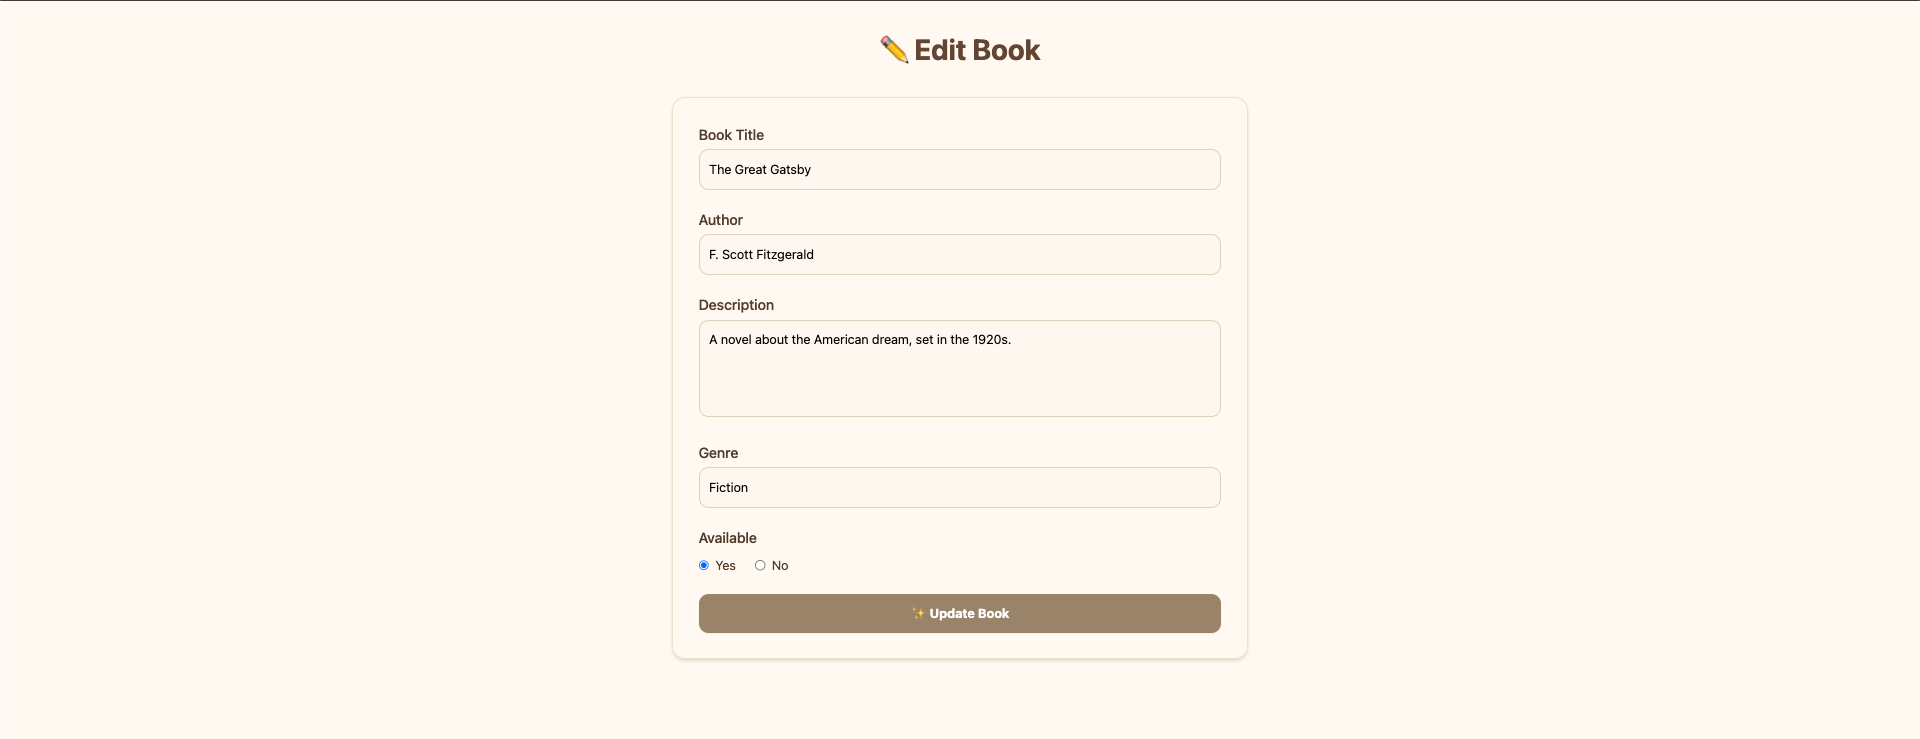 ✏️ Edit Book
Book Title
The Great Gatsby
Author
F. Scott Fitzgerald
Description
A novel about the American dream, set in the 1920s.
Genre
Fiction
Available
Yes No
✨ Update Book